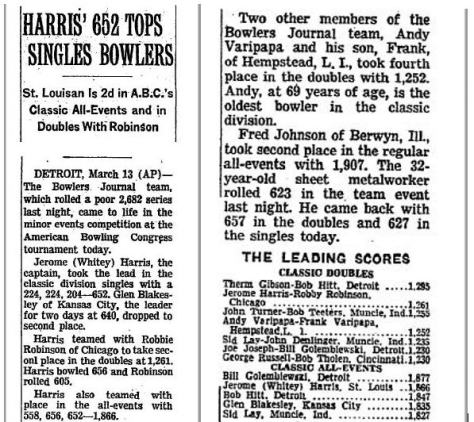 HARRIS' 652 TOPS
SINGLES BOWLERS
St. Louisan Is 2d in A.B.C.'s
Classic All-Events and in
Doubles With Robinson
DETROIT, March 13 (AP)—
The Bowlers Journal team,
which rolled a poor 2,682 series
last night, came to life in the
minor events competition at the
American Bowling Congress
tournament today.
Jerome (Whitey) Harris, the
captain, took the lead in the
classic division singles with a
224, 224, 204—652. Glen Blakes-
ley of Kansas City, the leader
for two days at 640, dropped to
second place.
Harris teamed with Robbie
Robinson of Chicago to take sec-
onl place in the doubles at 1,261.
Harris bowled 656 and Robinson
rolled 605.
Harris also teamed with
place in the all-events with
558, 656, 652—1,866.
Two other members of the
Bowlers Journal team, Andy
Varipapa and his son, Frank,
of Hempstead, L. I., took fourth
place in the doubles with 1,252.
Andy, at 69 years of age, is the
oldest bowler in the classic
division.
Fred Johnson of Berwyn, Ill.,
took second place in the regular
all-events with 1,907. The 32-
year-old sheet metalworker
rolled 623 in the team event
last night. He came back with
657 in the doubles and 627 in
the singles today.
THE LEADING SCORES
CLASSIC DOUBLES
Therm Gibson-Bob Hitt, Detroit .....1,295
Jerome Harris-Robby Robinson,
Chicago .....1,261
John Turner-Bob Teeters, Muncie, Ind.1,255
Andy Varipapa-Frank Varipapa,
Hempstead, L. I. .....1,252
Sid Lay-John Denlinger, Muncie, Ind.1,235
Joe Joseph-Bill Golembiewski, Detroit.1,230
George Russell-Bob Tholen, Cincinnati.1,230
CLASSIC ALL-EVENTS
Bill Golembiewski, Detroit .....1,877
Jerome (Whitey) Harris, St. Louis ..1,866
Bob Hitt, Detroit .....1,847
Glen Blakesley, Kansas City .....1,835
Sid Lay, Muncie, Ind. .....1,827